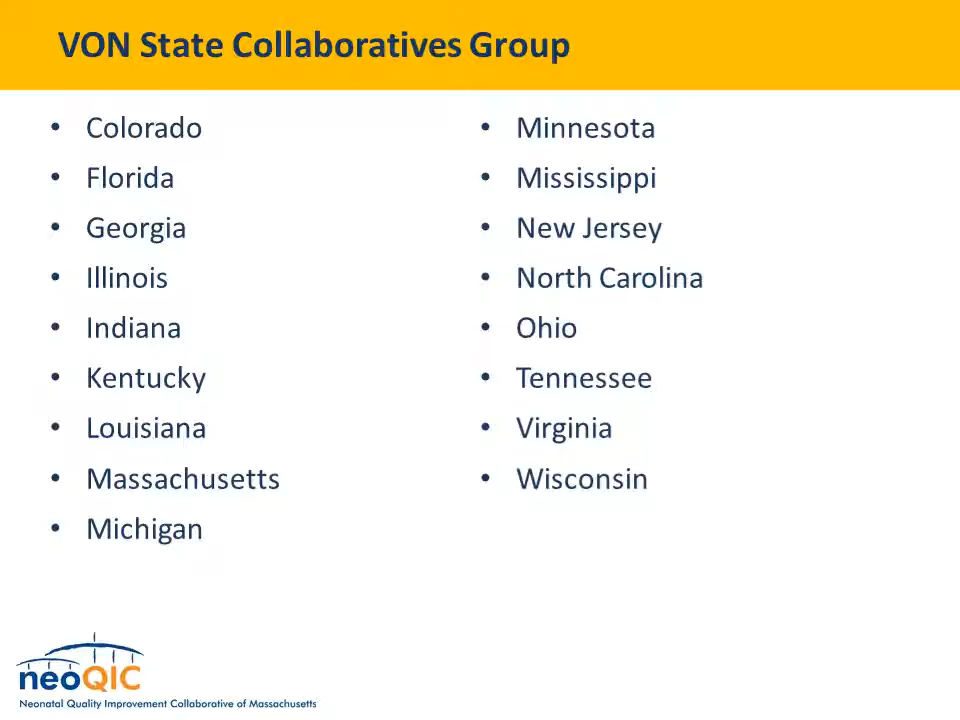 VON State Collaboratives Group
• Colorado
• Florida
• Georgia
• Illinois
• Indiana
• Kentucky
• Louisiana
• Massachusetts
• Michigan
• Minnesota
• Mississippi
• New Jersey
• North Carolina
• Ohio
• Tennessee
• Virginia
• Wisconsin
neoQIC
Neonatal Quality Improvement Collaborative of Massachusetts